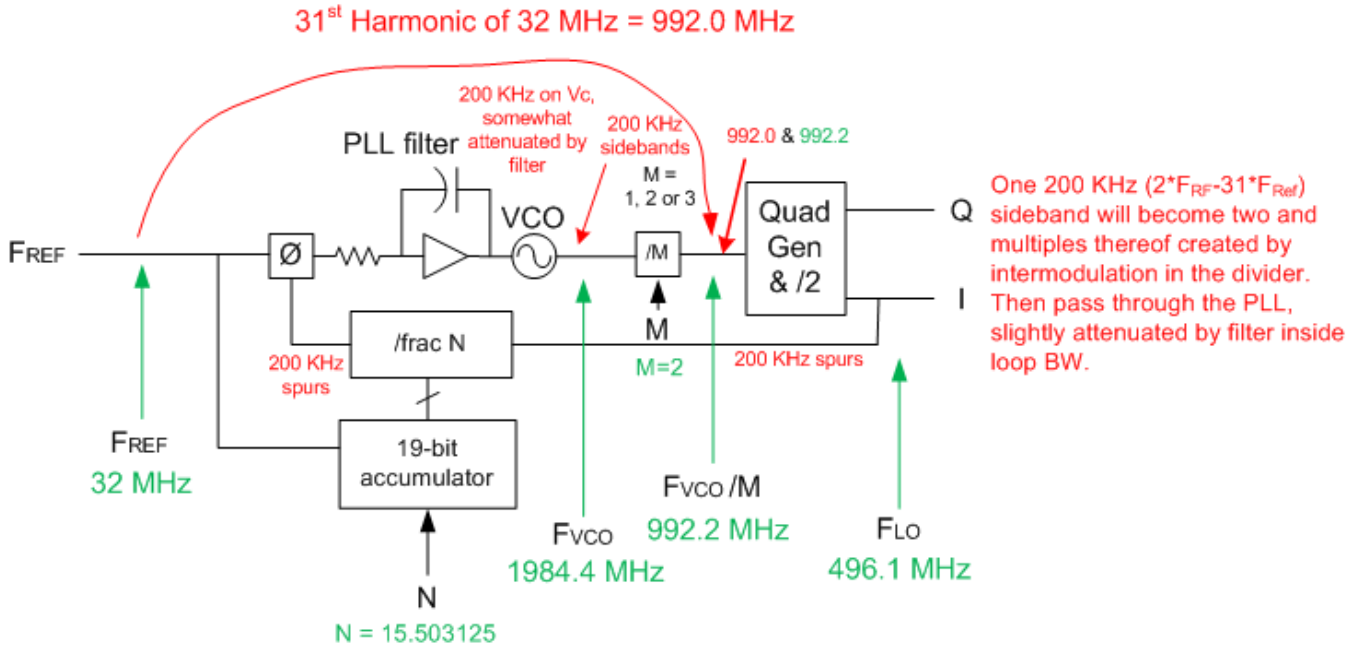 31st Harmonic of 32 MHz = 992.0 MHz
200 KHz on Vc,
somewhat
attenuated by
filter
200 KHz
sidebands
992.0 & 992.2
PLL filter
M =
1, 2 or 3
VCO
FREF
Ø
/M
Quad
Gen
& /2
Q
I
One 200 KHz (2*FRF-31*FRef)
sideband will become two and
multiples thereof created by
intermodulation in the divider.
Then pass through the PLL,
slightly attenuated by filter inside
loop BW.
/frac N
M
M=2
200 KHz
spurs
200 KHz spurs
19-bit
accumulator
FREF
32 MHz
FVCO
1984.4 MHz
FVCO /M
992.2 MHz
FLO
496.1 MHz
N
N = 15.503125